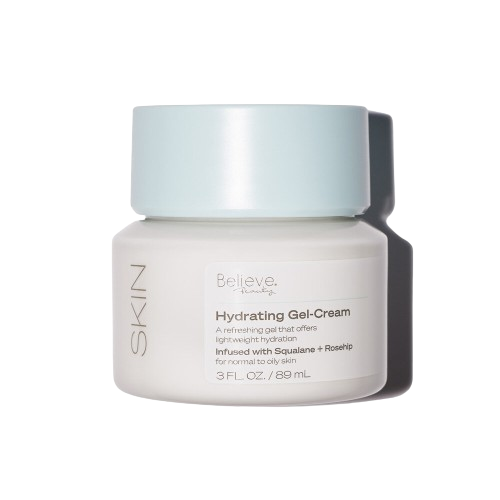 SKIN
Believe.
Beauty
Hydrating Gel-Cream
A refreshing gel that offers
lightweight hydration
Infused with Squalane + Rosehip
for normal to oily skin
3 FL. OZ. / 89 mL